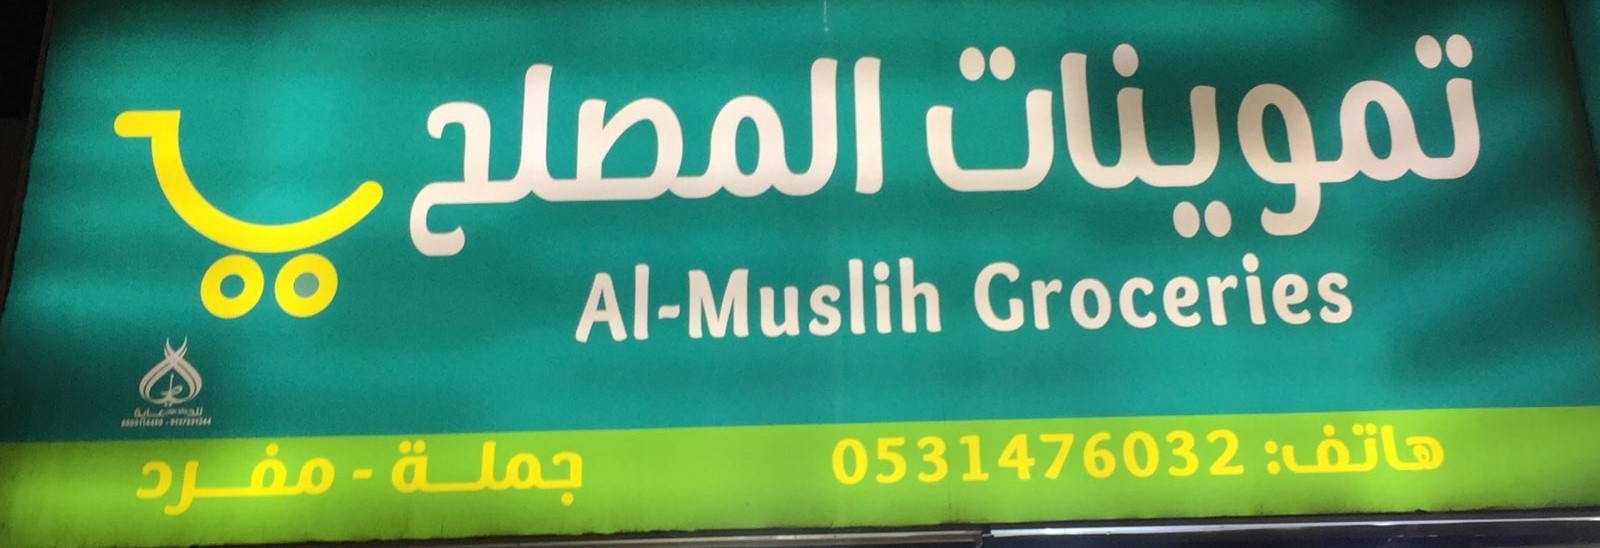 تموينات المصلح
Al-Muslih Groceries
هاتف: 0531476032
جملة - مفرد